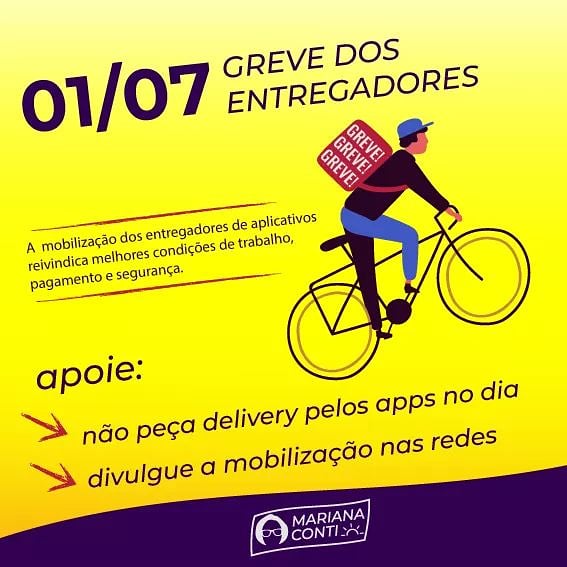 01/07
GREVE DOS
ENTREGADORES
GREVE!
GREVE!
GREVE!
A mobilização dos entregadores de aplicativos
reivindica melhores condições de trabalho,
pagamento e segurança.
apoie:
não peça delivery pelos apps no dia
divulgue a mobilização nas redes
MARIANA
CONTI